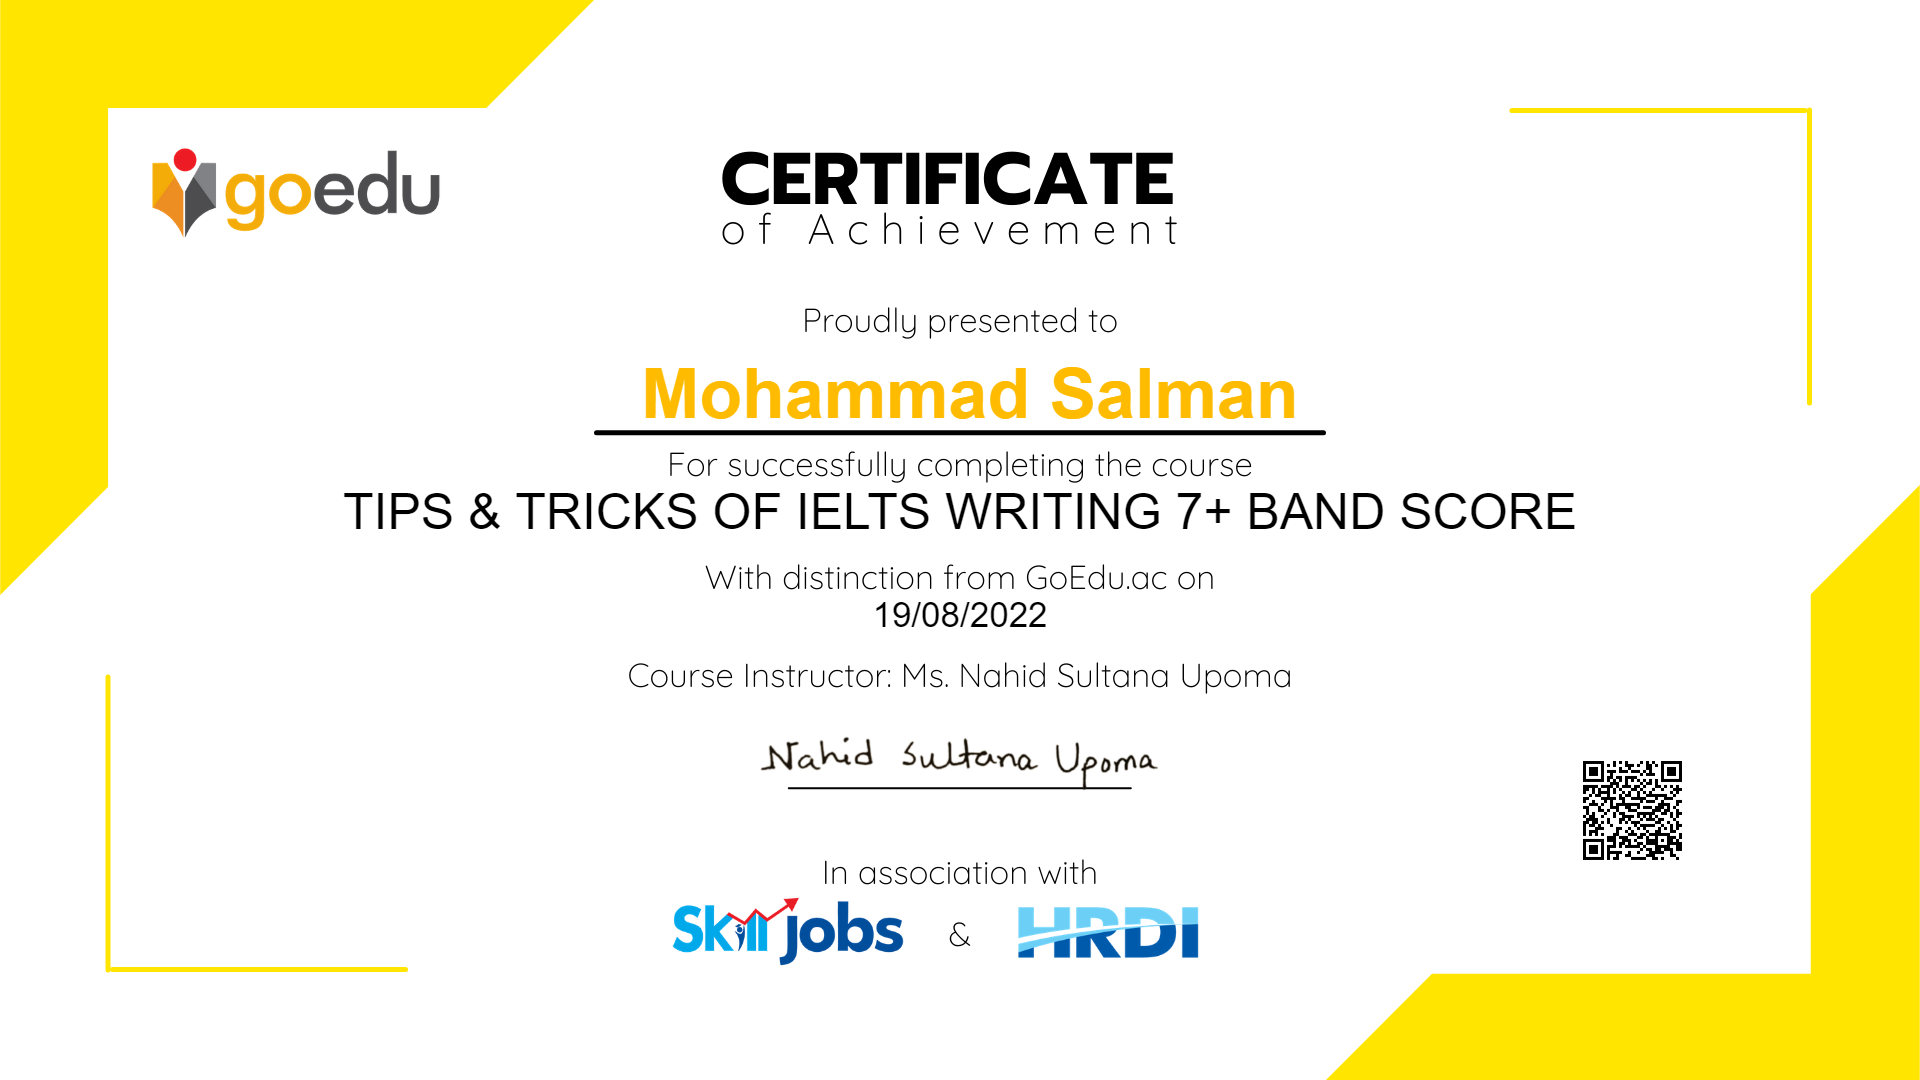 goedu
CERTIFICATE
of Achievement
Proudly presented to
Mohammad Salman
For successfully completing the course
TIPS & TRICKS OF IELTS WRITING 7+ BAND SCORE
With distinction from GoEdu.ac on
19/08/2022
Course Instructor: Ms. Nahid Sultana Upoma
Nahid Sultana Upoma
In association with
Skill jobs & HRDI